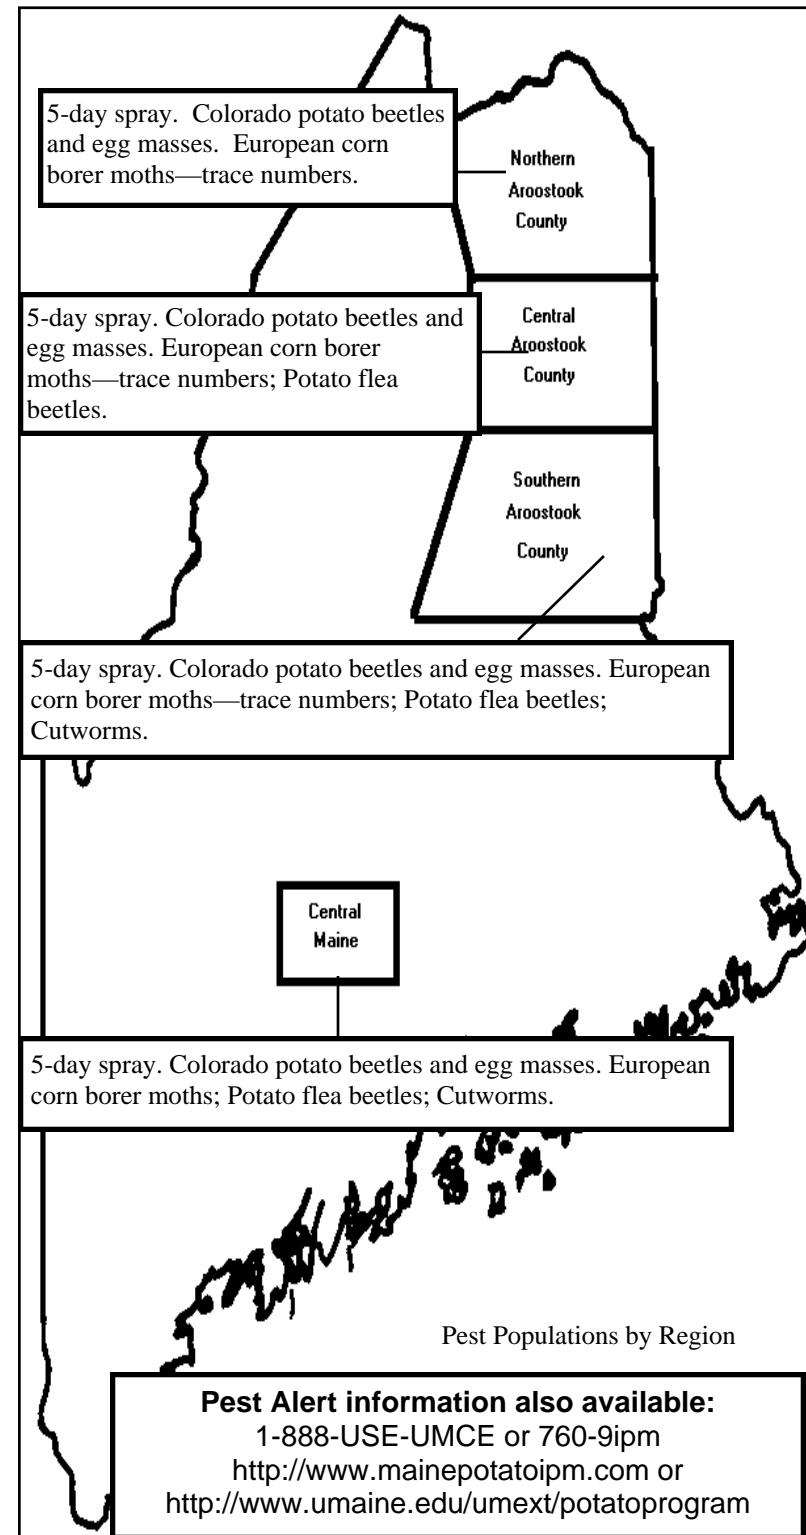 5-day spray.  Colorado potato beetles
and egg masses.  European corn
borer moths—trace numbers.
Northern
Aroostook
County
5-day spray. Colorado potato beetles and
egg masses. European corn borer
moths—trace numbers; Potato flea
beetles.
Central
Aroostook
County
Southern
Aroostook
County
5-day spray. Colorado potato beetles and egg masses. European
corn borer moths—trace numbers; Potato flea beetles;
Cutworms.
Central
Maine
5-day spray. Colorado potato beetles and egg masses. European
corn borer moths; Potato flea beetles; Cutworms.
Pest Populations by Region
Pest Alert information also available:
1-888-USE-UMCE or 760-9ipm
http://www.mainepotatoipm.com or
http://www.umaine.edu/umext/potatoprogram